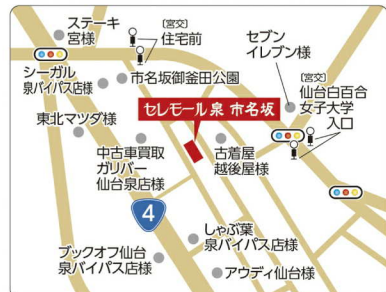 ステーキ
宮様
〔宮交〕
住宅前
セブン
イレブン様
シーガル
泉バイパス店様
市名坂御釜田公園
〔宮交〕
仙台白百合
女子大学
入口
セレモール泉 市名坂
東北マツダ様
中古車買取
ガリバー
仙台泉店様
古着屋
越後屋様
4
しゃぶ葉
泉バイパス店様
ブックオフ仙台
泉バイパス店様
アウディ仙台様